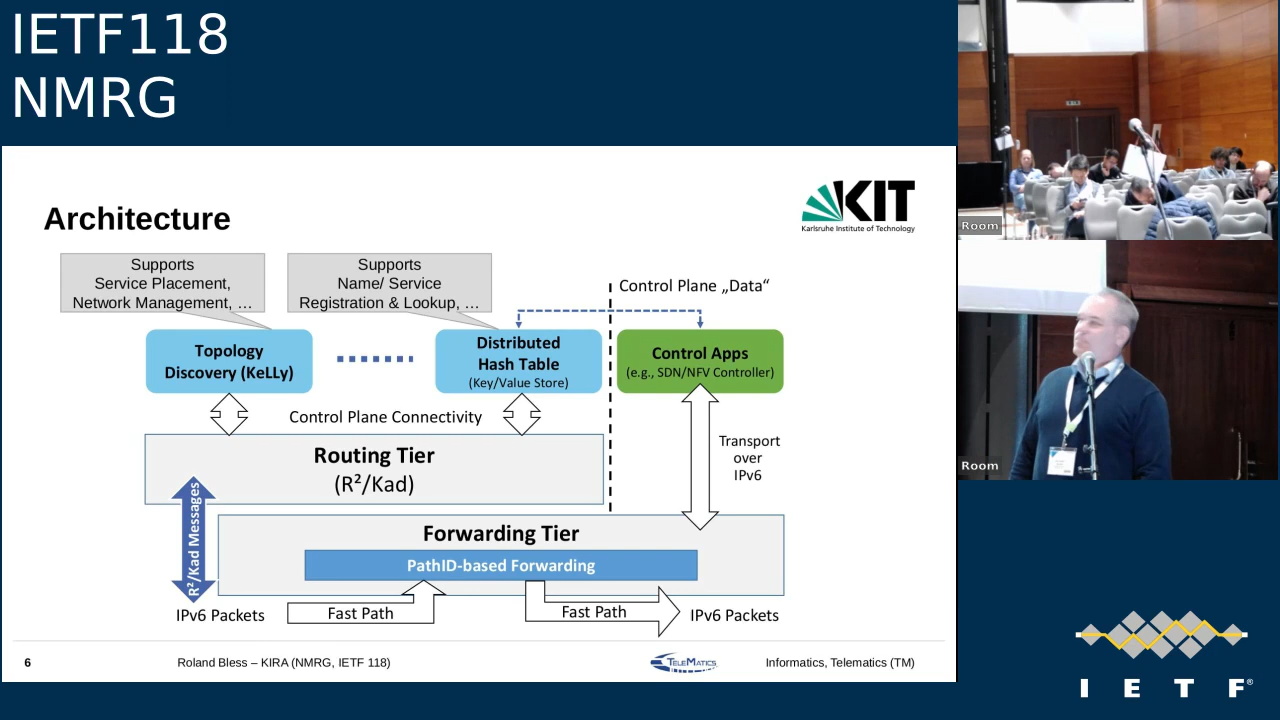 IETF118
NMRG
Architecture
KIT
Karlsruhe Institute of Technology
Supports
Service Placement,
Network Management, …
Supports
Name/ Service
Registration & Lookup, …
Control Plane „Data“
Topology
Discovery (KeLLy)
Distributed
Hash Table
(Key/Value Store)
Control Apps
(e.g., SDN/NFV Controller)
Control Plane Connectivity
Routing Tier
(R²/Kad)
Transport
over
IPv6
R²/Kad Messages
Forwarding Tier
PathID-based Forwarding
IPv6 Packets
Fast Path
Fast Path
IPv6 Packets
6
Roland Bless – KIRA (NMRG, IETF 118)
TELEMATICS
Informatics, Telematics (TM)
Room
Room
I E T F®